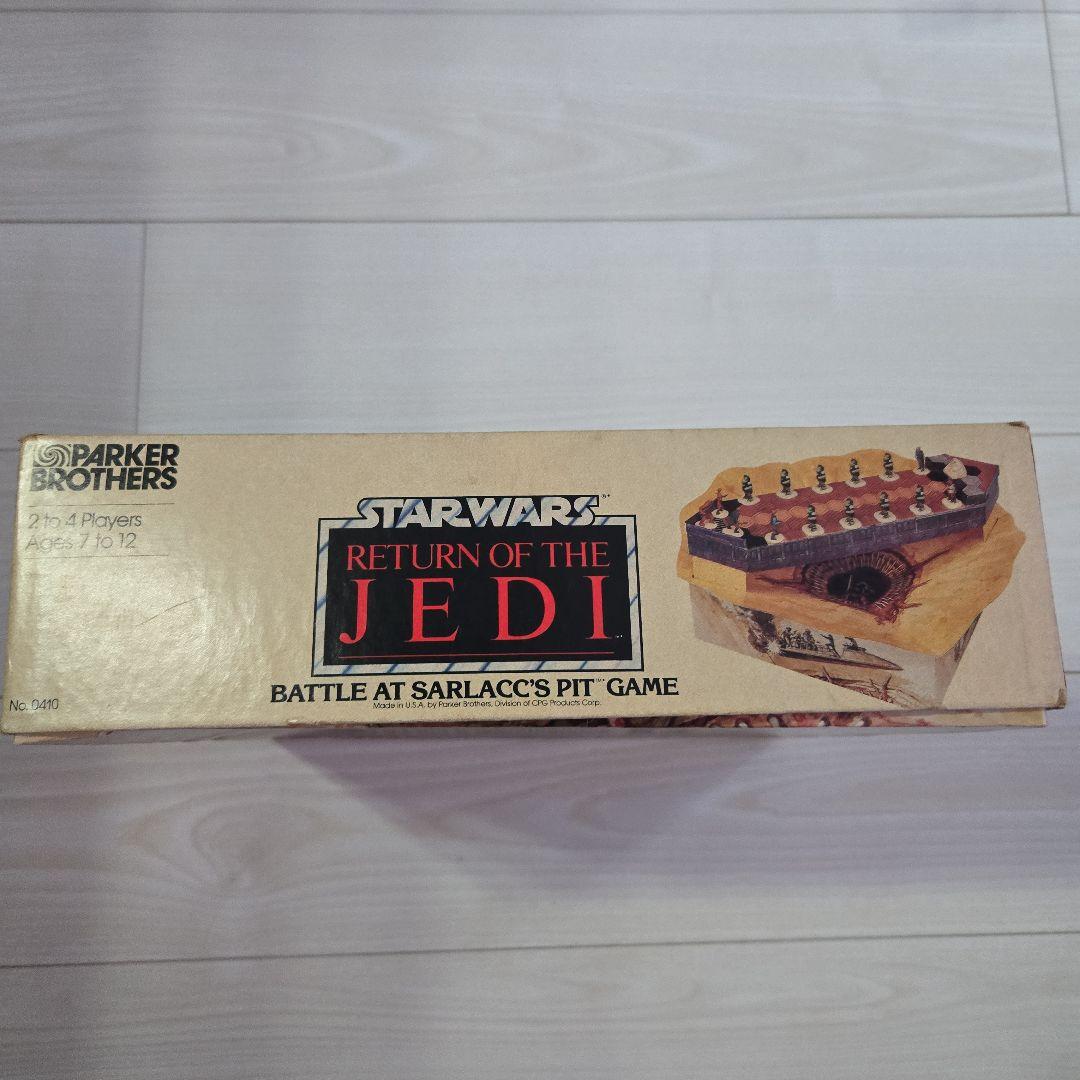 PARKER
BROTHERS
2 to 4 Players
Ages 7 to 12
No. 0410
STAR WARS
RETURN OF THE
JEDI
BATTLE AT SARLACC'S PIT™ GAME
Made in U.S.A. by Parker Brothers, Division of CPG Products Corp.